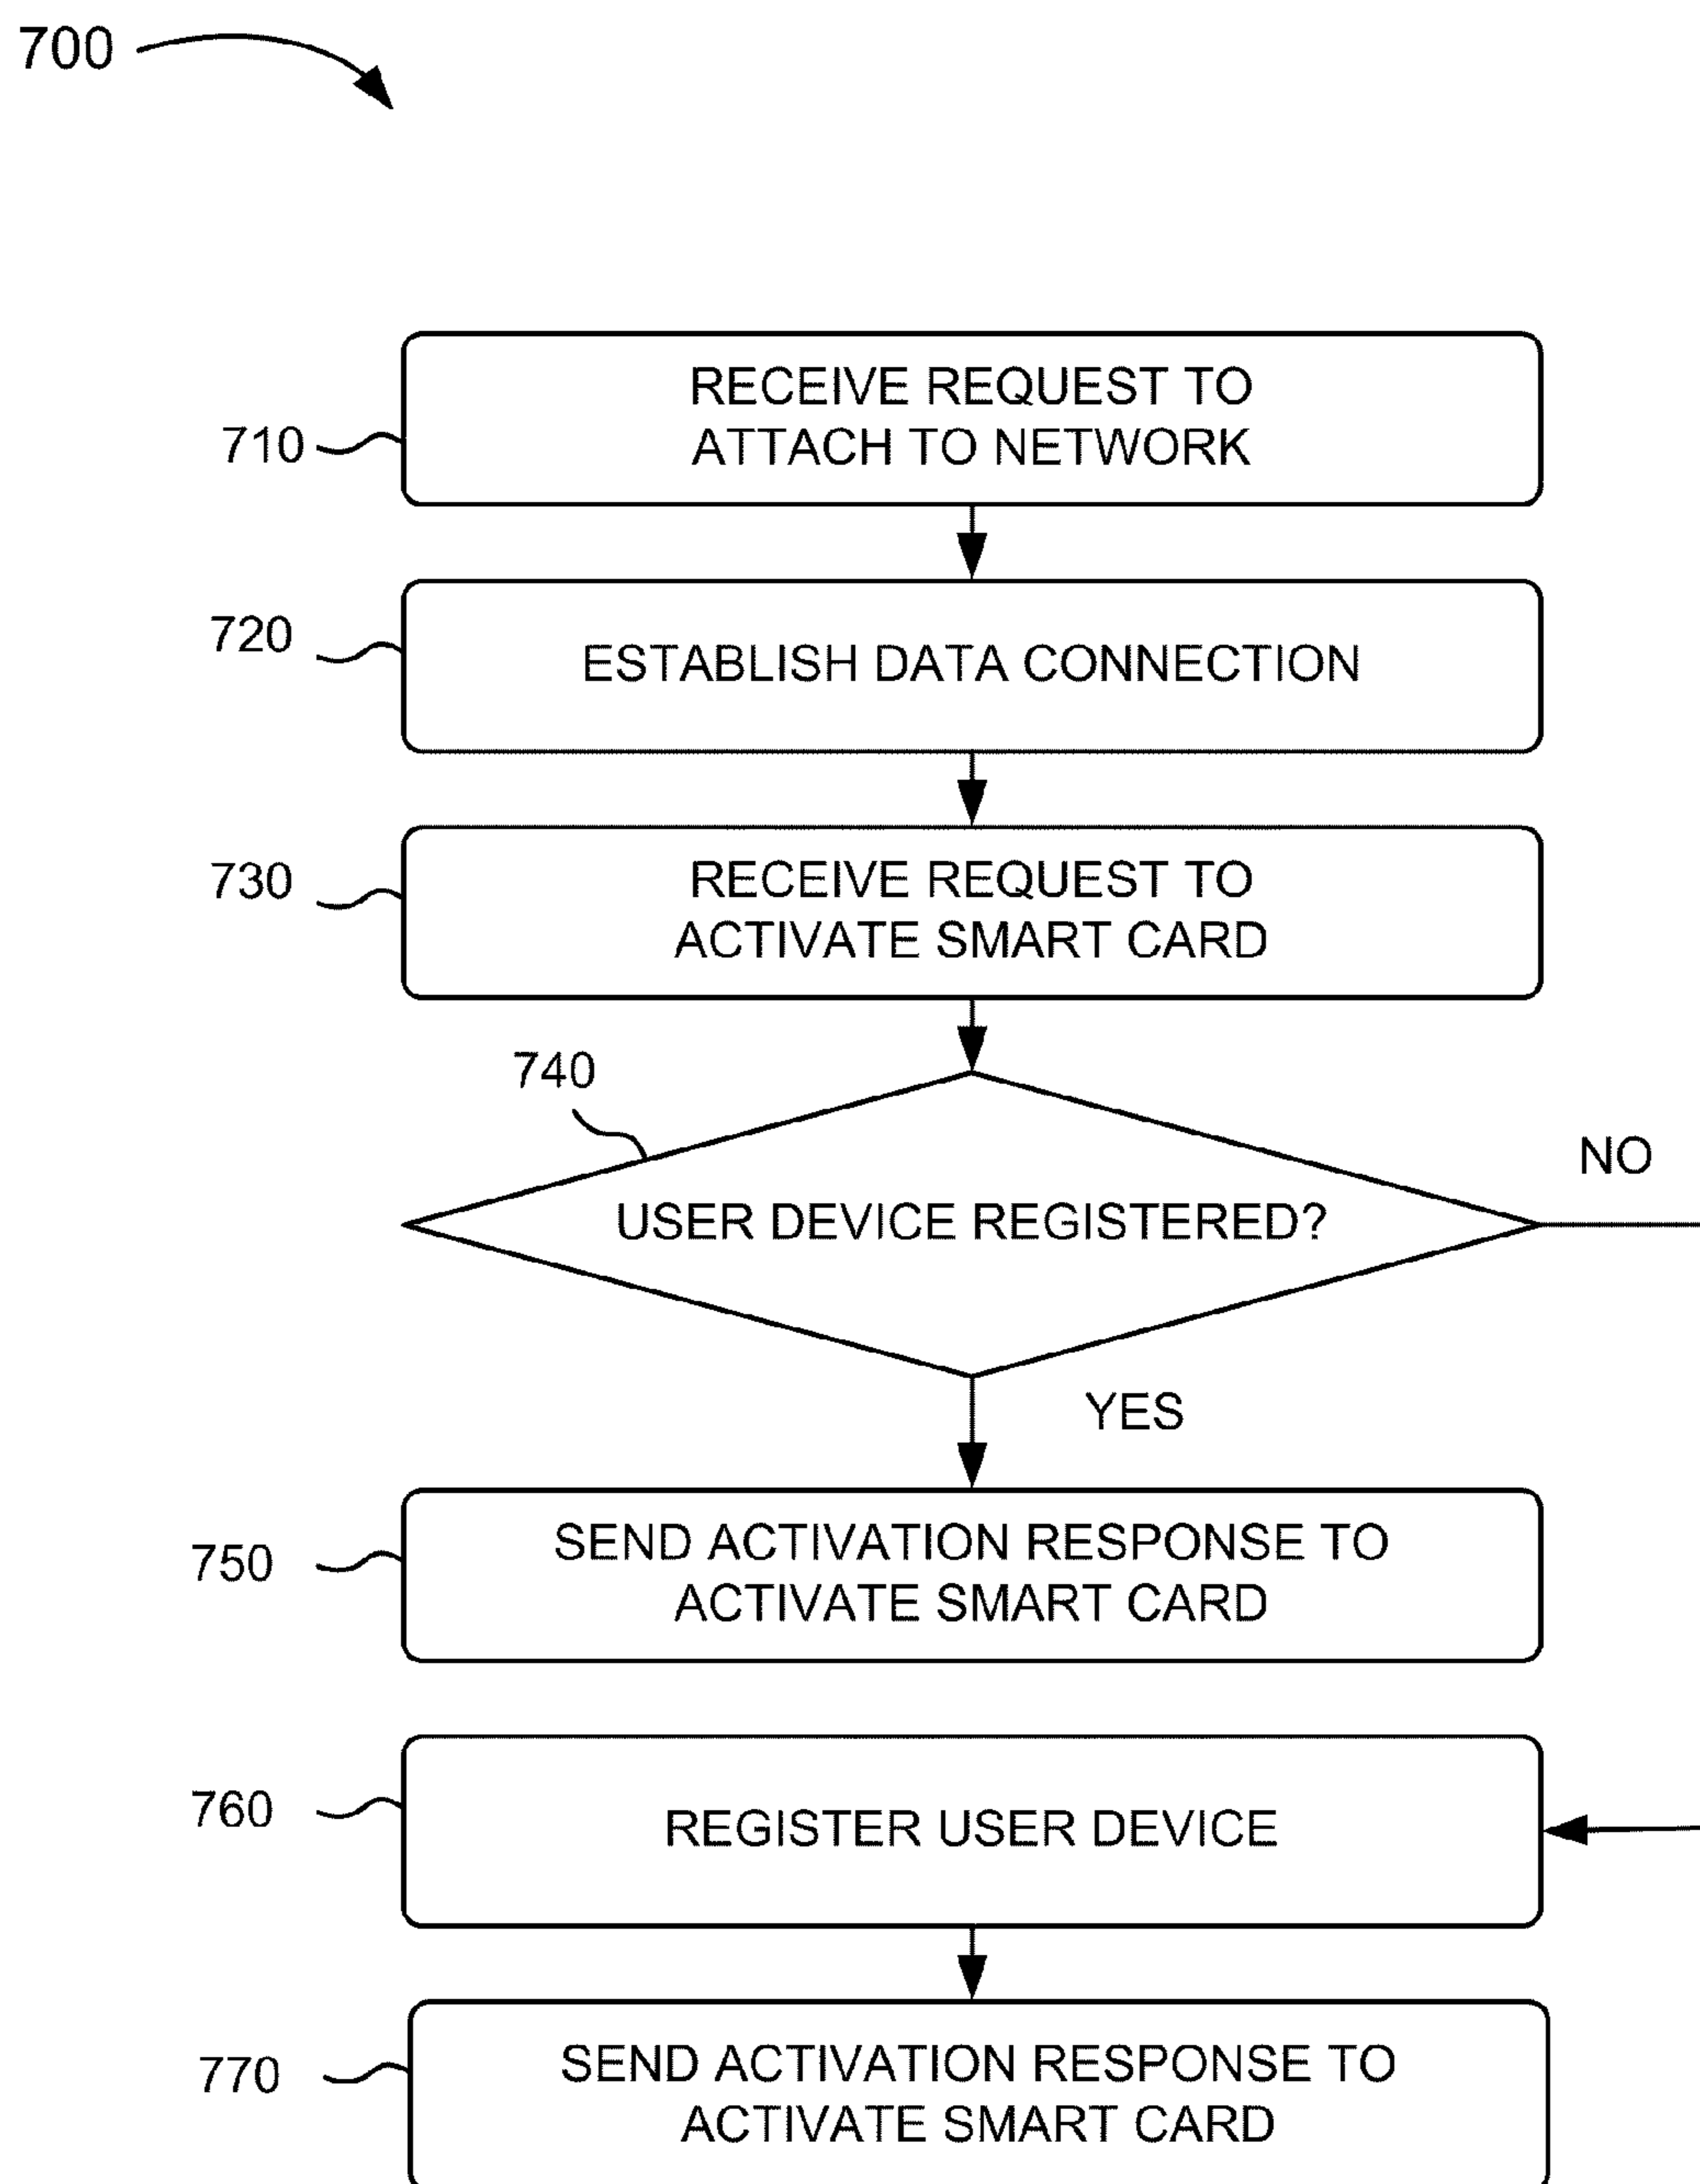 700
RECEIVE REQUEST TO
ATTACH TO NETWORK
710
720
ESTABLISH DATA CONNECTION
730
RECEIVE REQUEST TO
ACTIVATE SMART CARD
740
NO
USER DEVICE REGISTERED?
YES
750
SEND ACTIVATION RESPONSE TO
ACTIVATE SMART CARD
760
REGISTER USER DEVICE
770
SEND ACTIVATION RESPONSE TO
ACTIVATE SMART CARD